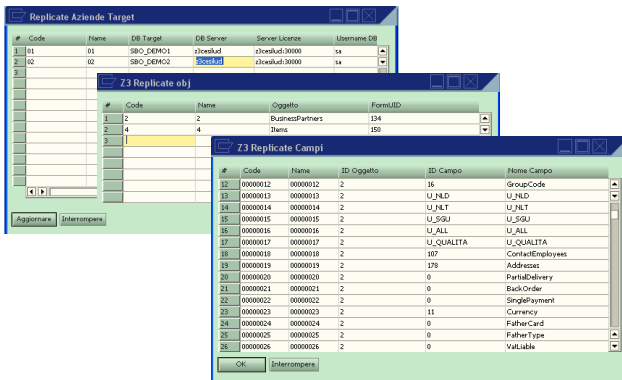 Replicate Aziende Target
# Code Name DB Target DB Server Server Licenze Username DB
1 01 01 SBO_DEMO1 z3cesilud z3cesilud:30000 sa
2 02 02 SBO_DEMO2 z3cesilud z3cesilud:30000 sa
3
Aggiornare Interrompere
Z3 Replicate obj
# Code Name Oggetto FormUID
1 2 2 BusinessPartners 134
2 4 4 Items 150
3
Z3 Replicate Campi
# Code Name ID Oggetto ID Campo Nome Campo
12 00000012 00000012 2 16 GroupCode
13 00000013 00000013 2 U_NLD U_NLD
14 00000014 00000014 2 U_NLT U_NLT
15 00000015 00000015 2 U_SGU U_SGU
16 00000016 00000016 2 U_ALL U_ALL
17 00000017 00000017 2 U_QUALITA U_QUALITA
18 00000018 00000018 2 107 ContactEmployees
19 00000019 00000019 2 178 Addresses
20 00000020 00000020 2 0 PartialDelivery
21 00000021 00000021 2 0 BackOrder
22 00000022 00000022 2 0 SinglePayment
23 00000023 00000023 2 11 Currency
24 00000024 00000024 2 0 FatherCard
25 00000025 00000025 2 0 FatherType
26 00000026 00000026 2 0 VatLiable
OK Interrompere